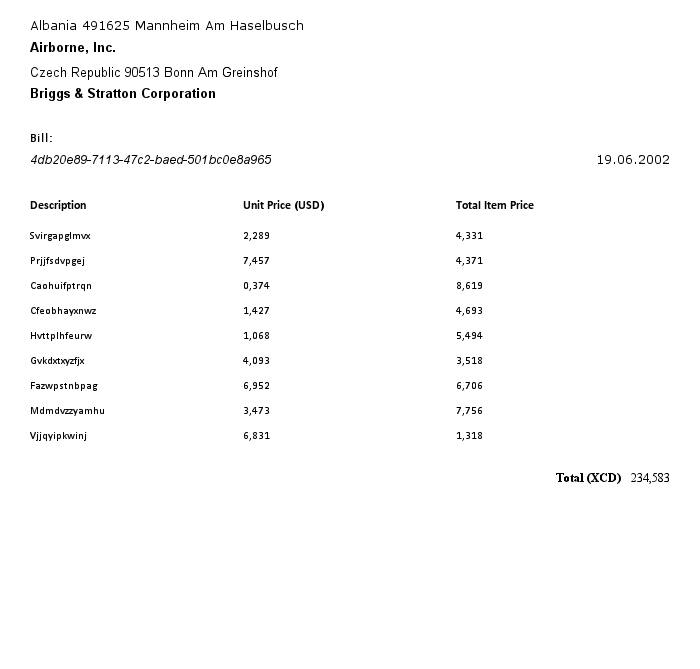 Albania 491625 Mannheim Am Haselbusch
Airborne, Inc.
Czech Republic 90513 Bonn Am Greinshof
Briggs & Stratton Corporation
Bill:
4db20e89-7113-47c2-baed-501bc0e8a965 19.06.2002
Description Unit Price (USD) Total Item Price
Svirgapglmvx 2,289 4,331
Prjjfsdvpgej 7,457 4,371
Caohuifptrqn 0,374 8,619
Cfeobhayxnwz 1,427 4,693
Hvttplhfeurw 1,068 5,494
Gvkdxtxyzfjx 4,093 3,518
Fazwpstnbpag 6,952 6,706
Mdmdvzzyamhu 3,473 7,756
Vjjqyipkwinj 6,831 1,318
Total (XCD) 234,583